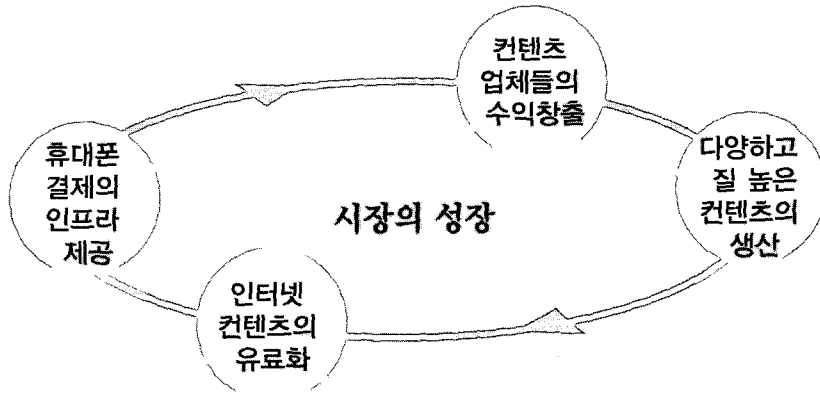 컨텐츠
업체들의
수익창출
휴대폰
결제의
인프라
제공
다양하고
질 높은
컨텐츠의
생산
시장의 성장
인터넷
컨텐츠의
유료화